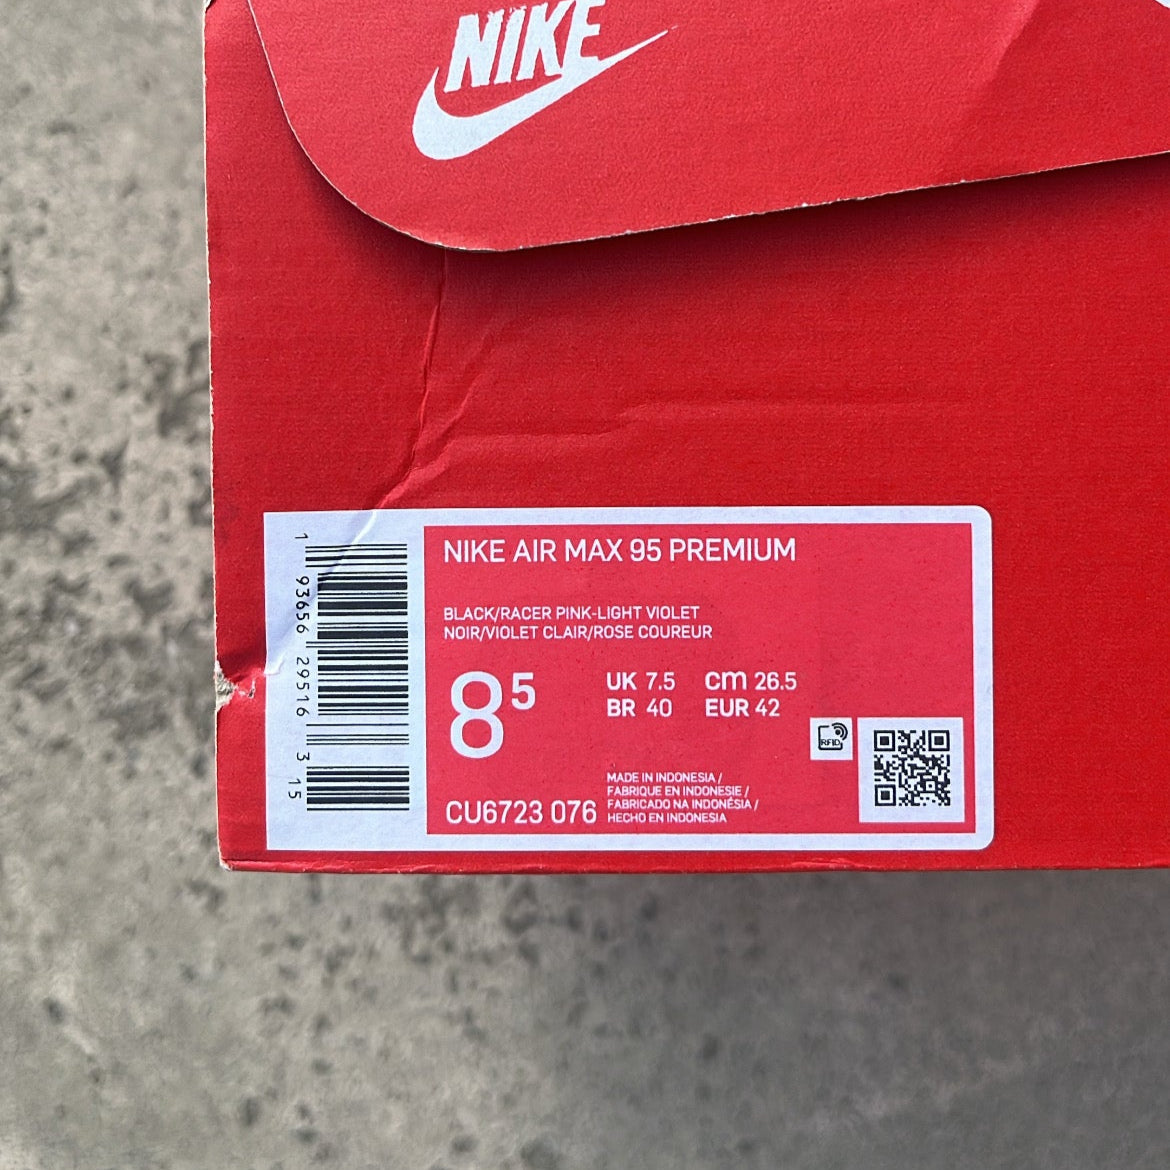 NIKE
NIKE AIR MAX 95 PREMIUM
BLACK/RACER PINK-LIGHT VIOLET
NOIR/VIOLET CLAIR/ROSE COUREUR
8⁵
UK 7.5 cm 26.5
BR 40 EUR 42
RFID
MADE IN INDONESIA /
FABRIQUE EN INDONESIE /
FABRICADO NA INDONÉSIA /
HECHO EN INDONESIA
CU6723 076
1 93656 29516 3 15